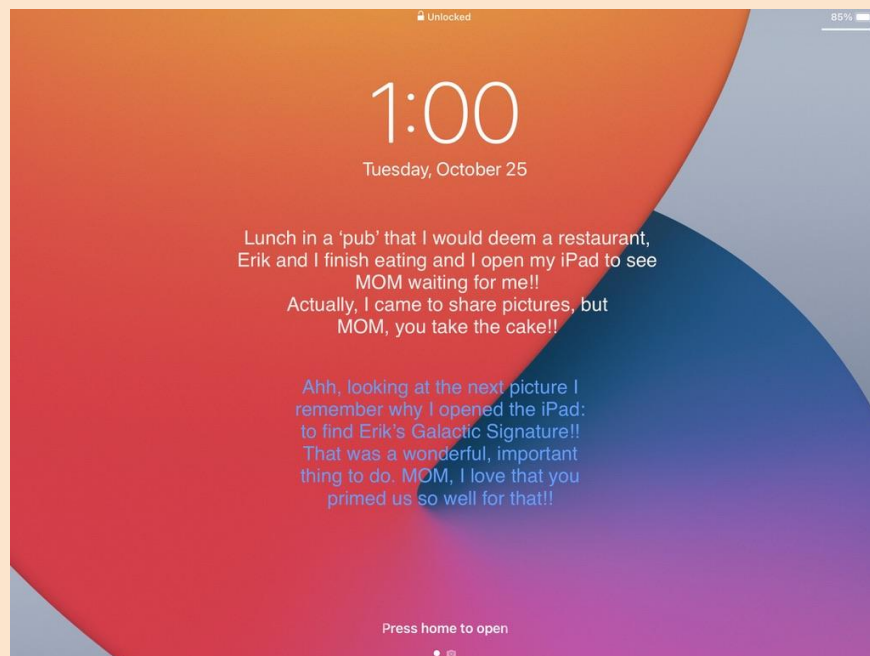 Unlocked
85%
1:00
Tuesday, October 25
Lunch in a ‘pub’ that I would deem a restaurant,
Erik and I finish eating and I open my iPad to see
MOM waiting for me!!
Actually, I came to share pictures, but
MOM, you take the cake!!
Ahh, looking at the next picture I
remember why I opened the iPad:
to find Erik’s Galactic Signature!!
That was a wonderful, important
thing to do. MOM, I love that you
primed us so well for that!!
Press home to open